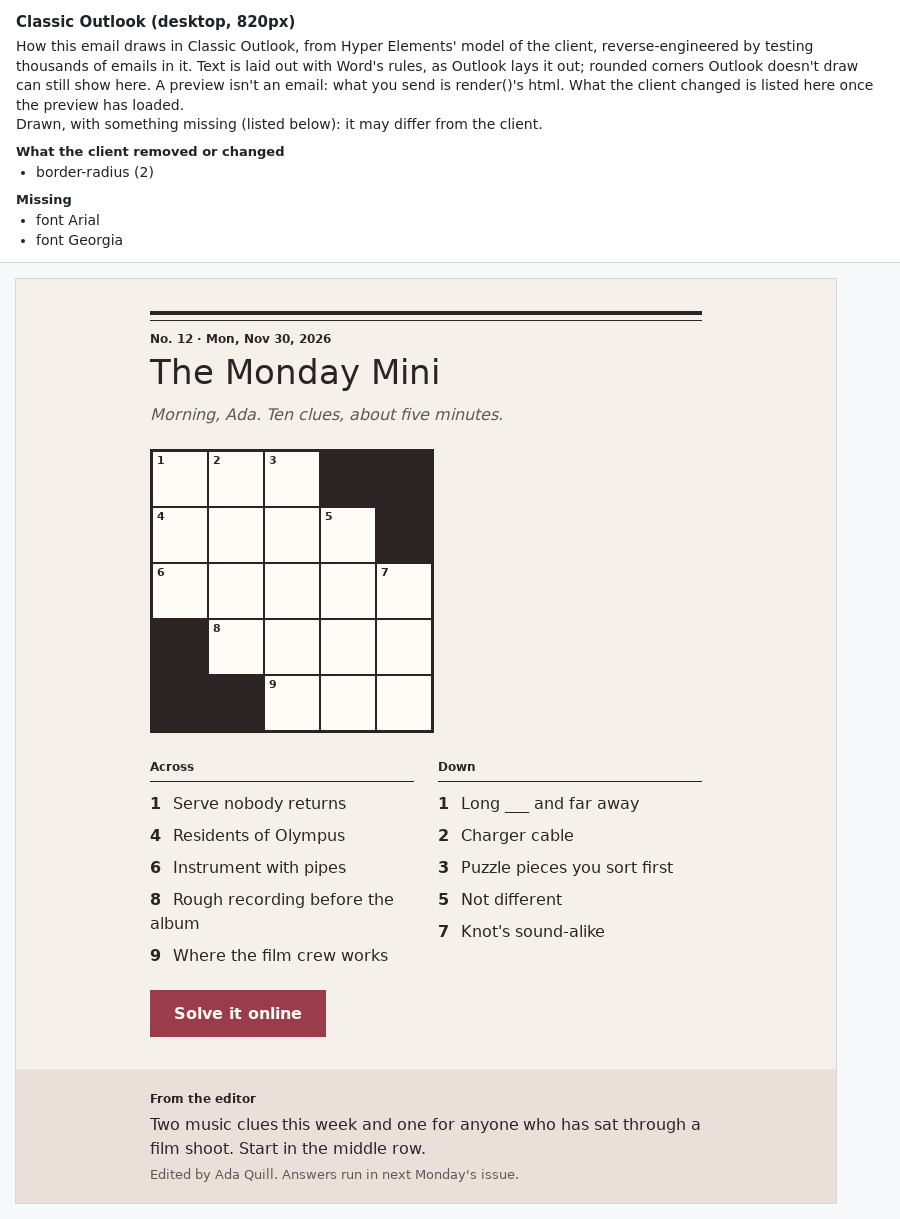 Classic Outlook (desktop, 820px)
How this email draws in Classic Outlook, from Hyper Elements' model of the client, reverse-engineered by testing
thousands of emails in it. Text is laid out with Word's rules, as Outlook lays it out; rounded corners Outlook doesn't draw
can still show here. A preview isn't an email: what you send is render()'s html. What the client changed is listed here once
the preview has loaded.
Drawn, with something missing (listed below): it may differ from the client.
What the client removed or changed
• border-radius (2)
Missing
• font Arial
• font Georgia
No. 12 · Mon, Nov 30, 2026
The Monday Mini
Morning, Ada. Ten clues, about five minutes.
1 2 3
4 5
6 7
8
9
Across
1 Serve nobody returns
4 Residents of Olympus
6 Instrument with pipes
8 Rough recording before the
album
9 Where the film crew works
Down
1 Long ___ and far away
2 Charger cable
3 Puzzle pieces you sort first
5 Not different
7 Knot's sound-alike
Solve it online
From the editor
Two music clues this week and one for anyone who has sat through a
film shoot. Start in the middle row.
Edited by Ada Quill. Answers run in next Monday's issue.